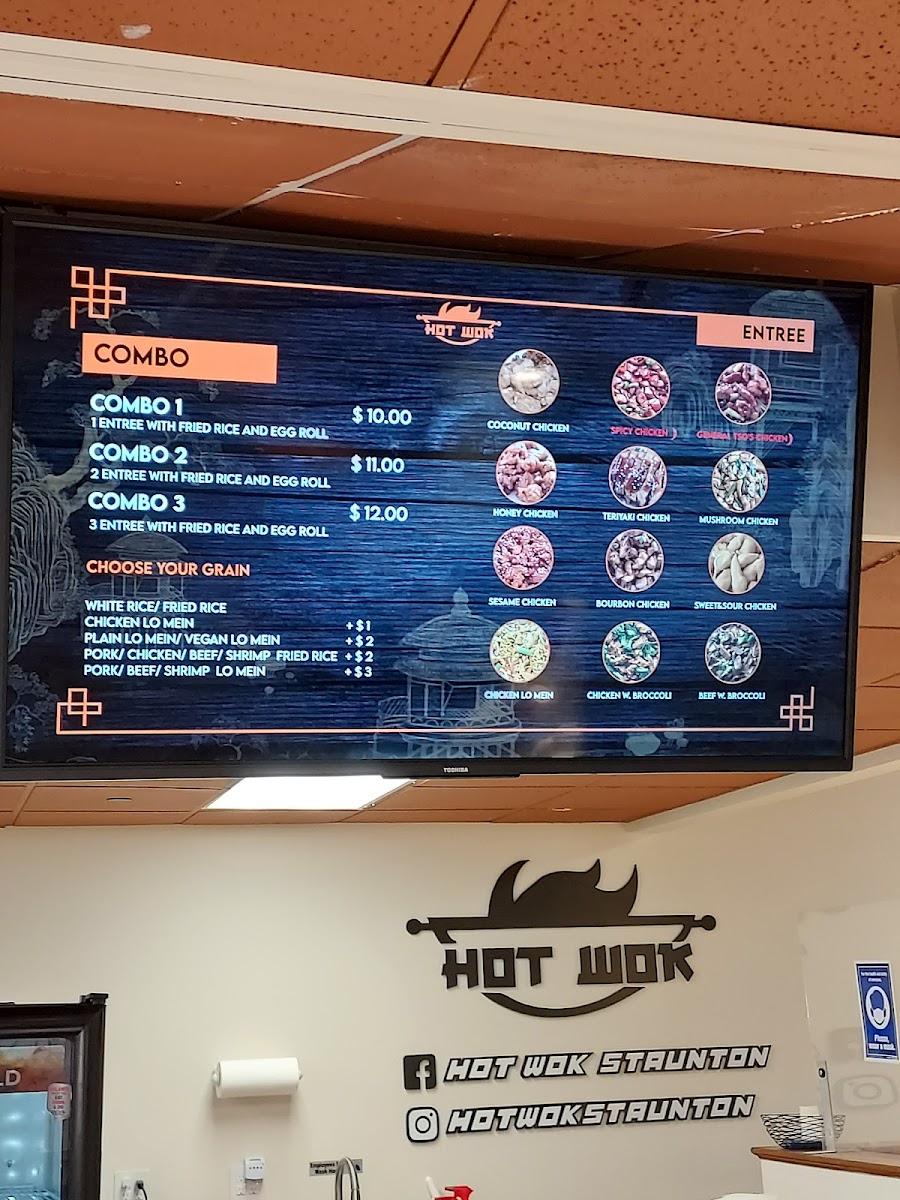 HOT WOK
COMBO
ENTREE
COMBO 1
1 ENTREE WITH FRIED RICE AND EGG ROLL $10.00
COMBO 2
2 ENTREE WITH FRIED RICE AND EGG ROLL $11.00
COMBO 3
3 ENTREE WITH FRIED RICE AND EGG ROLL $12.00
CHOOSE YOUR GRAIN
WHITE RICE/ FRIED RICE
CHICKEN LO MEIN +$1
PLAIN LO MEIN/ VEGAN LO MEIN +$2
PORK/ CHICKEN/ BEEF/ SHRIMP FRIED RICE +$2
PORK/ BEEF/ SHRIMP LO MEIN +$3
COCONUT CHICKEN SPICY CHICKEN GENERAL TSO'S CHICKEN
HONEY CHICKEN TERIYAKI CHICKEN MUSHROOM CHICKEN
SESAME CHICKEN BOURBON CHICKEN SWEET&SOUR CHICKEN
CHICKEN LO MEIN CHICKEN W. BROCCOLI BEEF W. BROCCOLI
TOSHIBA
HOT WOK
HOT WOK STAUNTON
HOTWOKSTAUNTON
Please,
wear a mask.
Employees